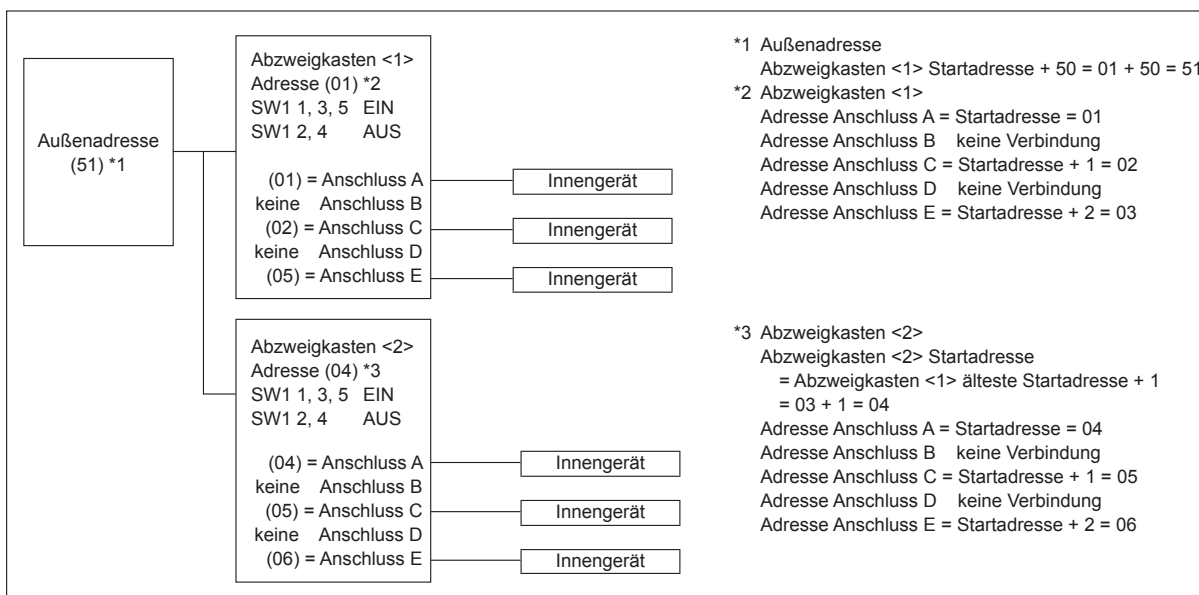 Außenadresse
(51) *1
Abzweigkasten <1>
Adresse (01) *2
SW1 1, 3, 5 EIN
SW1 2, 4 AUS
(01) = Anschluss A
keine Anschluss B
(02) = Anschluss C
keine Anschluss D
(05) = Anschluss E
Innengerät
Innengerät
Innengerät
Abzweigkasten <2>
Adresse (04) *3
SW1 1, 3, 5 EIN
SW1 2, 4 AUS
(04) = Anschluss A
keine Anschluss B
(05) = Anschluss C
keine Anschluss D
(06) = Anschluss E
Innengerät
Innengerät
Innengerät
*1 Außenadresse
Abzweigkasten <1> Startadresse + 50 = 01 + 50 = 51
*2 Abzweigkasten <1>
Adresse Anschluss A = Startadresse = 01
Adresse Anschluss B keine Verbindung
Adresse Anschluss C = Startadresse + 1 = 02
Adresse Anschluss D keine Verbindung
Adresse Anschluss E = Startadresse + 2 = 03
*3 Abzweigkasten <2>
Abzweigkasten <2> Startadresse
= Abzweigkasten <1> älteste Startadresse + 1
= 03 + 1 = 04
Adresse Anschluss A = Startadresse = 04
Adresse Anschluss B keine Verbindung
Adresse Anschluss C = Startadresse + 1 = 05
Adresse Anschluss D keine Verbindung
Adresse Anschluss E = Startadresse + 2 = 06